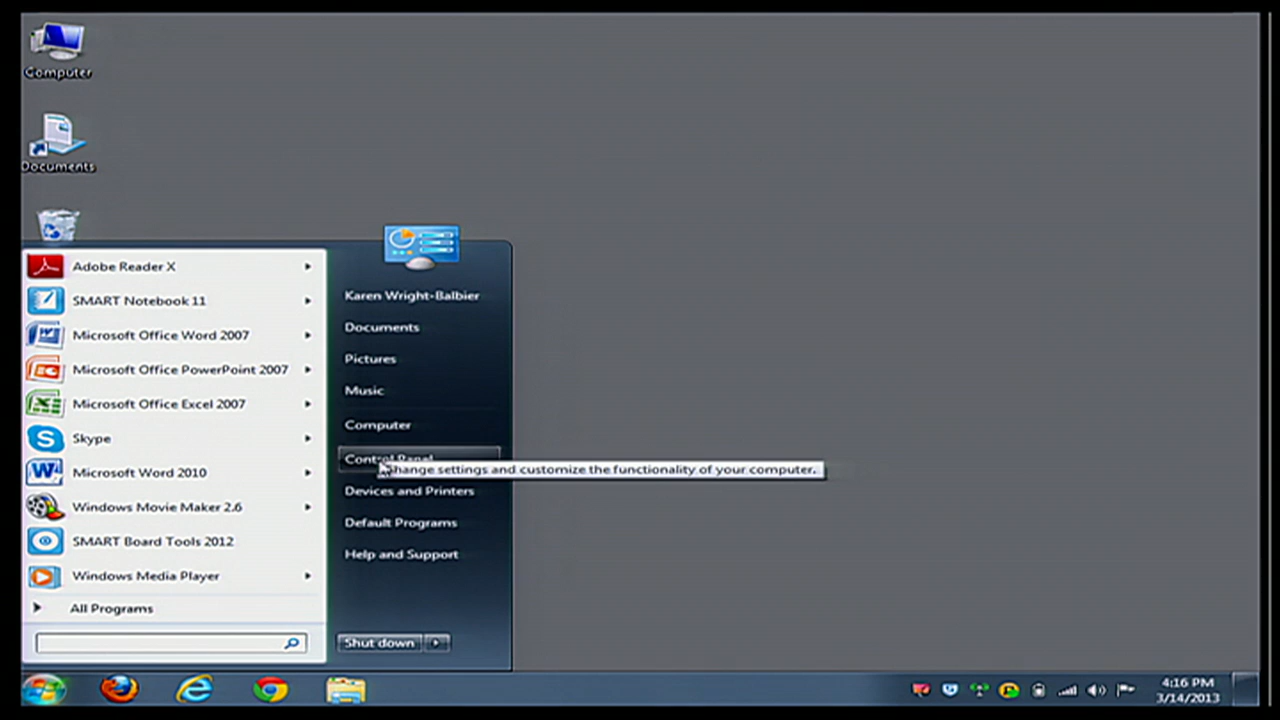 Computer
Documents
Adobe Reader X
SMART Notebook 11
Microsoft Office Word 2007
Microsoft Office PowerPoint 2007
Microsoft Office Excel 2007
Skype
Microsoft Word 2010
Windows Movie Maker 2.6
SMART Board Tools 2012
Windows Media Player
All Programs
Karen Wright-Balbier
Documents
Pictures
Music
Computer
Control Panel
Change settings and customize the functionality of your computer.
Devices and Printers
Default Programs
Help and Support
Shut down
4:16 PM
3/14/2013